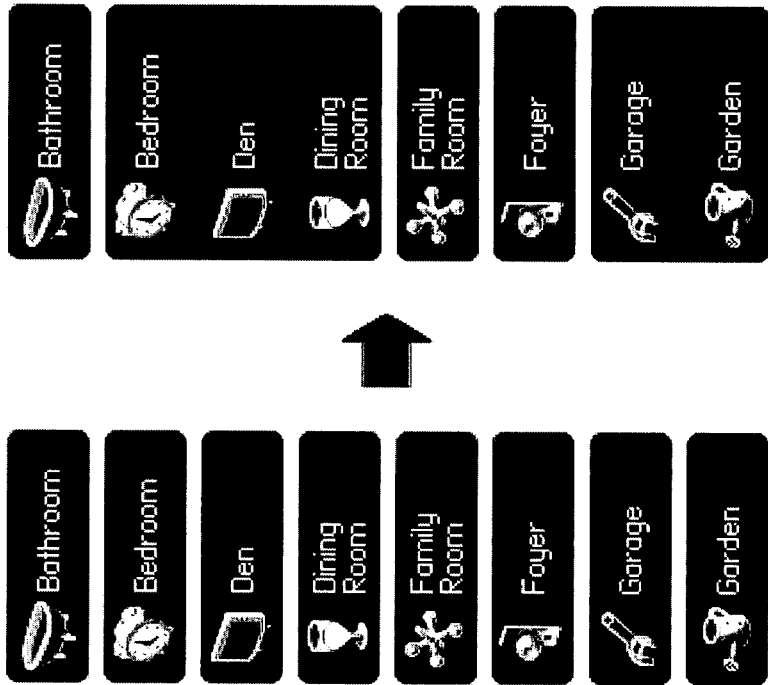 Bathroom
Bedroom
Den
Dining
Room
Family
Room
Foyer
Garage
Garden
Bathroom
Bedroom
Den
Dining
Room
Family
Room
Foyer
Garage
Garden